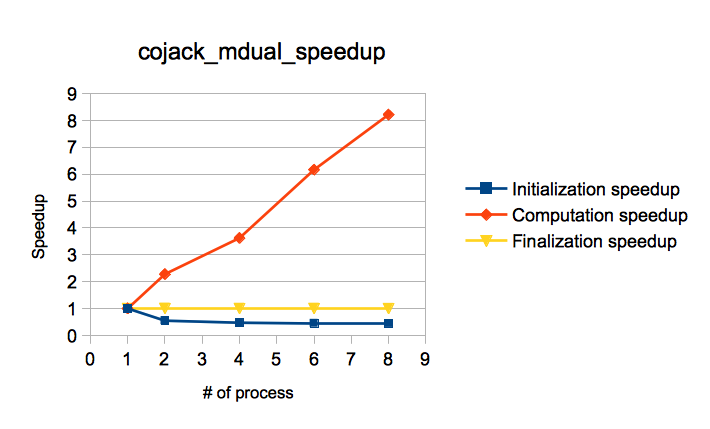 cojack_mdual_speedup
9
8
7
6
5
4
3
2
1
0
Speedup
0 1 2 3 4 5 6 7 8 9
# of process
Initialization speedup
Computation speedup
Finalization speedup